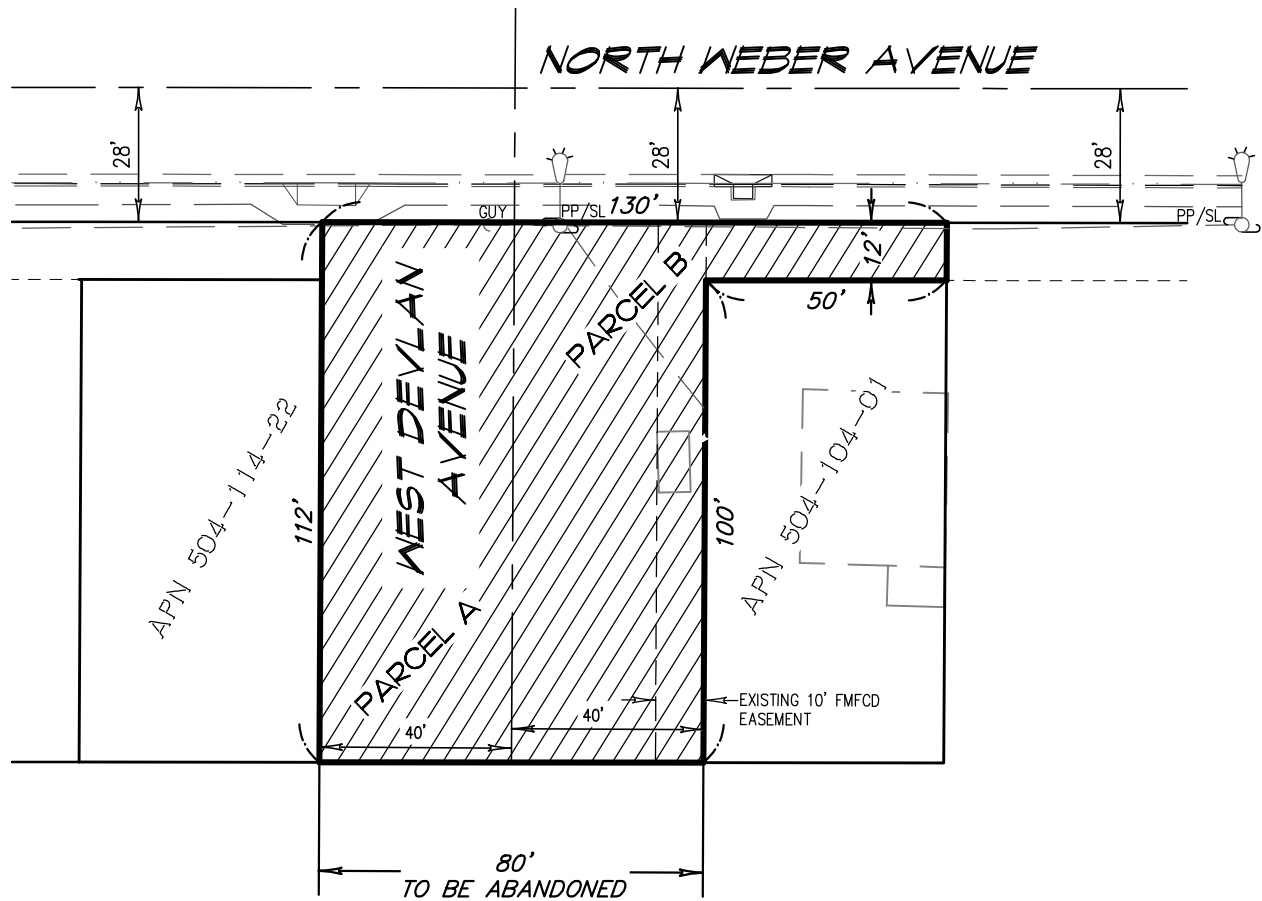 NORTH WEBER AVENUE
28'
28'
28'
GUY
PP/SL
130'
PP/SL
12'
50'
WEST DEVLAN
AVENUE
PARCEL B
APN 504-114-22
112'
100'
APN 504-104-01
PARCEL A
EXISTING 10' FMFCD
EASEMENT
40'
40'
80'
TO BE ABANDONED